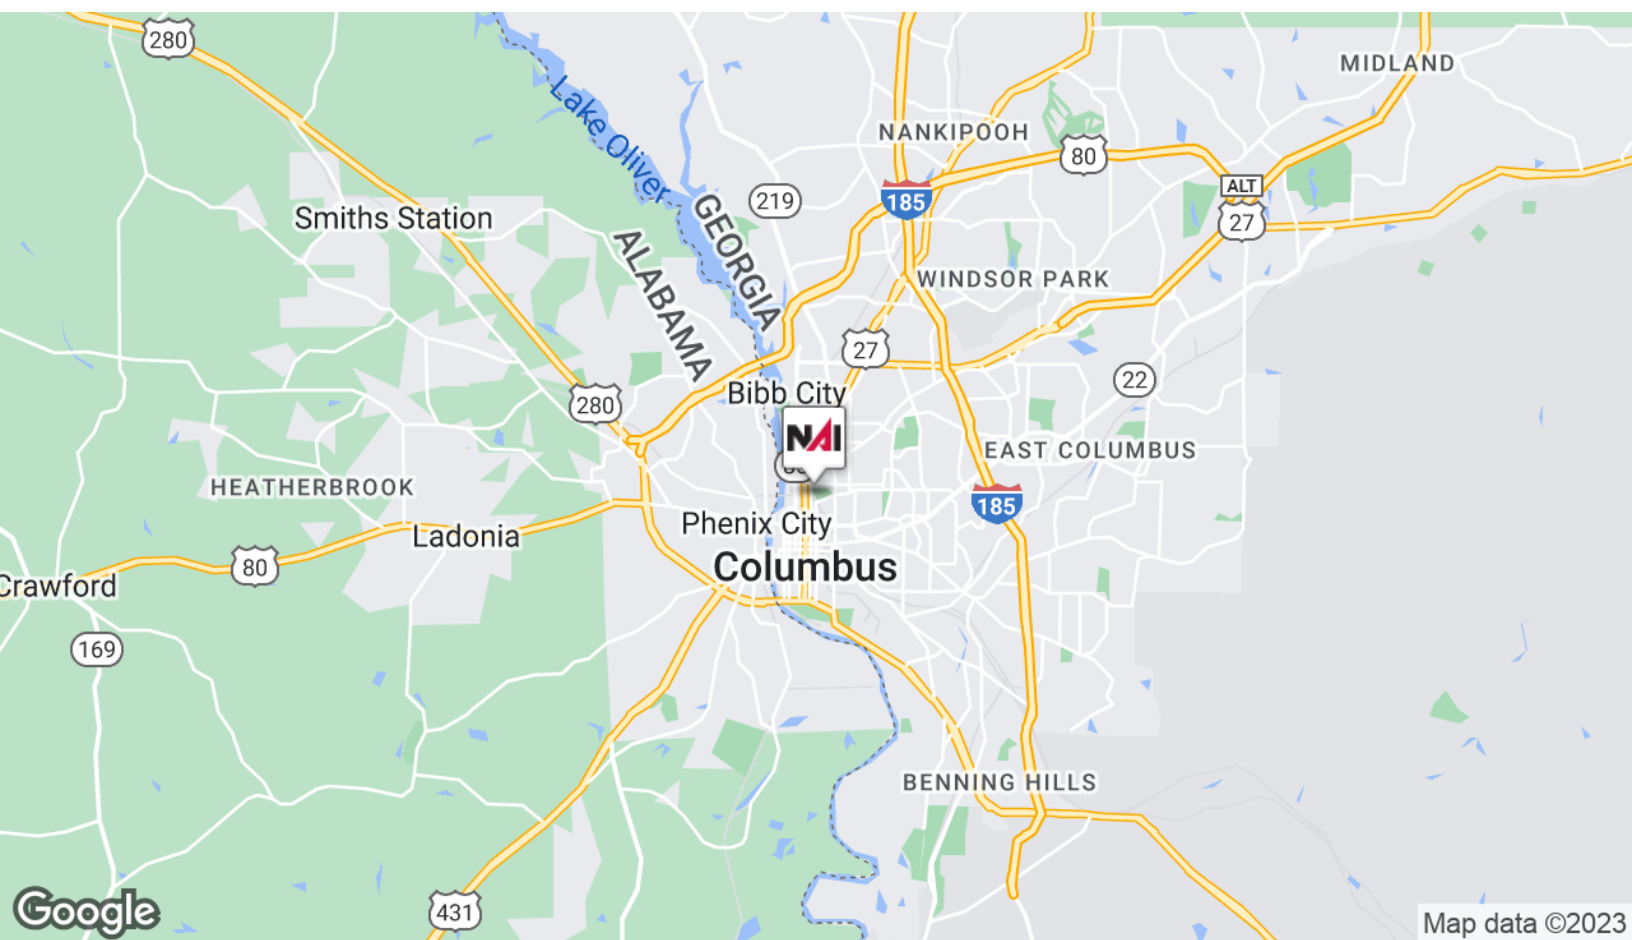 280
MIDLAND
Lake Oliver
NANKIPOOH
80
ALT
27
219
185
GEORGIA
Smiths Station
ALABAMA
WINDSOR PARK
27
22
280
Bibb City
NAI
EAST COLUMBUS
HEATHERBROOK
185
Phenix City
Ladonia
80
Columbus
Crawford
169
BENNING HILLS
431
Google
Map data ©2023